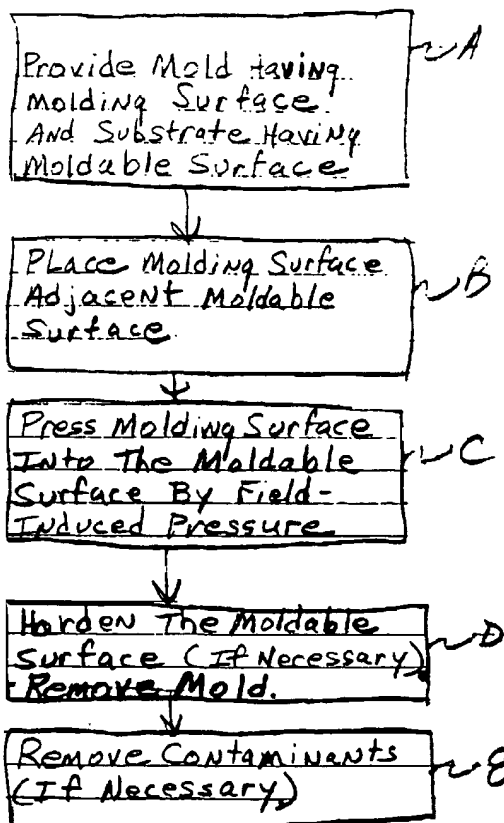 A
Provide Mold Having
Molding Surface
And Substrate Having
Moldable Surface
Place Molding Surface
Adjacent Moldable
Surface
B
Press Molding Surface
Into The Moldable
Surface By Field-
Induced Pressure
C
Harden The Moldable
Surface (If Necessary)
Remove Mold.
D
Remove Contaminants
(If Necessary)
E